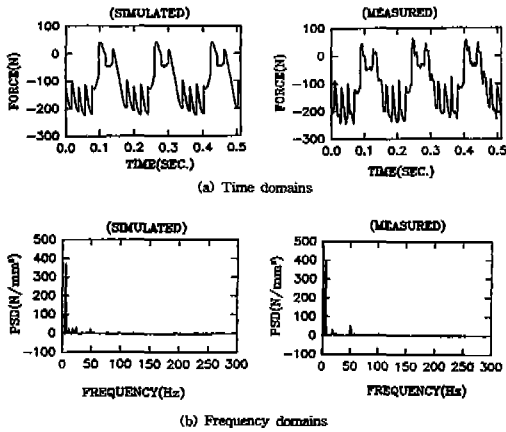 (SIMULATED) (MEASURED)
FORCE(N) 100 0 −100 −200 −300
0.0 0.1 0.2 0.3 0.4 0.5
TIME(SEC.)
FORCE(N) 100 0 −100 −200 −300
0.0 0.1 0.2 0.3 0.4 0.5
TIME(SEC.)
(a) Time domains
(SIMULATED) (MEASURED)
PSD(N/mm²) 500 400 300 200 100 0 −100
0 50 100 150 200 250 300
FREQUENCY(Hz)
PSD(N/mm²) 500 400 300 200 100 0 −100
0 50 100 150 200 250 300
FREQUENCY(Hz)
(b) Frequency domains